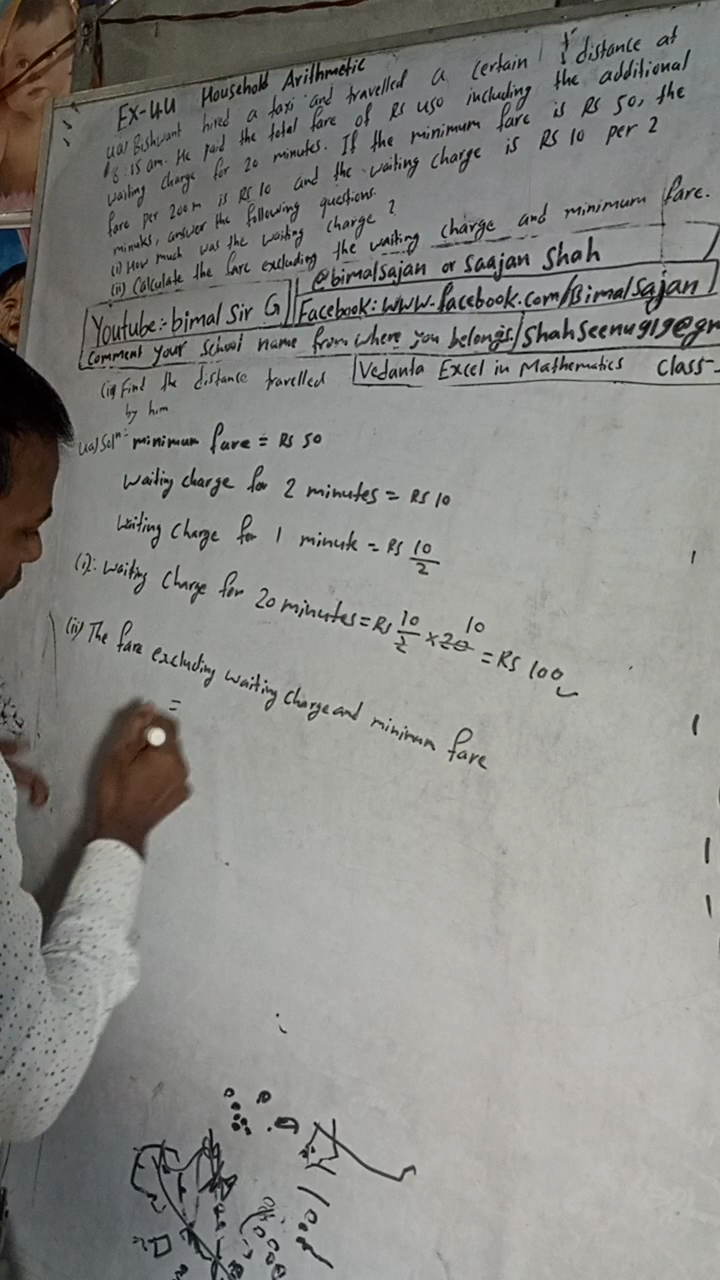 Ex-4.4 Household Arithmetic
4a) Bishwant hired a taxi and travelled a certain distance at
8:15 am. He paid the total fare of Rs 450 including the additional
waiting charge for 20 minutes. If the minimum fare is Rs 50, the
fare per 200m is Rs 10 and the waiting charge is Rs 10 per 2
minutes, answer the following questions.
(i) How much was the waiting charge?
(ii) Calculate the fare excluding the waiting charge and minimum fare.
@bimalsajan or Saajan Shah
Youtube:- bimal Sir G
Facebook: www.facebook.com/Bimalsajan
Comment your school name from where you belongs/Shahseenu919@gm
(iii) Find the distance travelled
by him
Vedanta Excel in Mathematics Class-
4a) Solⁿ: minimum fare = Rs 50
Waiting charge for 2 minutes = Rs 10
Waiting charge for 1 minute = Rs 10/2
(i): Waiting charge for 20 minutes = Rs 10/2 × 20 10 = Rs 100
(ii) The fare excluding waiting charge and minimum fare
=